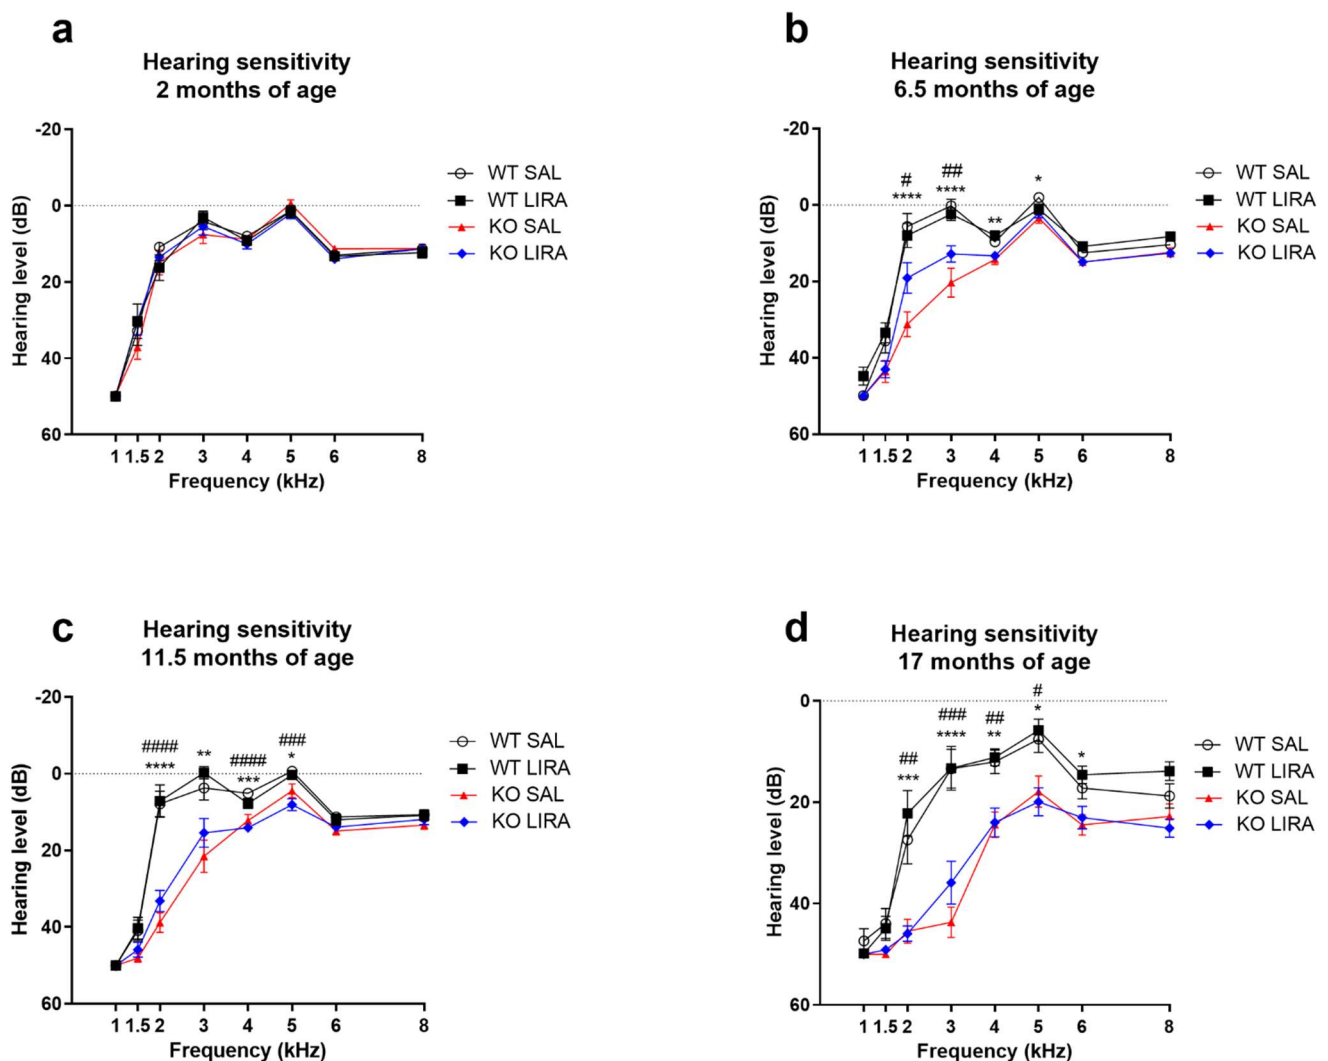 a
Hearing sensitivity
2 months of age
-20
0
20
40
60
Hearing level (dB)
1 1.5 2 3 4 5 6 8
Frequency (kHz)
WT SAL
WT LIRA
KO SAL
KO LIRA
b
Hearing sensitivity
6.5 months of age
-20
0
20
40
60
Hearing level (dB)
# ## 
**** **** ** *
1 1.5 2 3 4 5 6 8
Frequency (kHz)
WT SAL
WT LIRA
KO SAL
KO LIRA
c
Hearing sensitivity
11.5 months of age
-20
0
20
40
60
Hearing level (dB)
#### #### ###
**** ** *** *
1 1.5 2 3 4 5 6 8
Frequency (kHz)
WT SAL
WT LIRA
KO SAL
KO LIRA
d
Hearing sensitivity
17 months of age
0
20
40
60
Hearing level (dB)
## ### ## #
*** **** ** * *
1 1.5 2 3 4 5 6 8
Frequency (kHz)
WT SAL
WT LIRA
KO SAL
KO LIRA